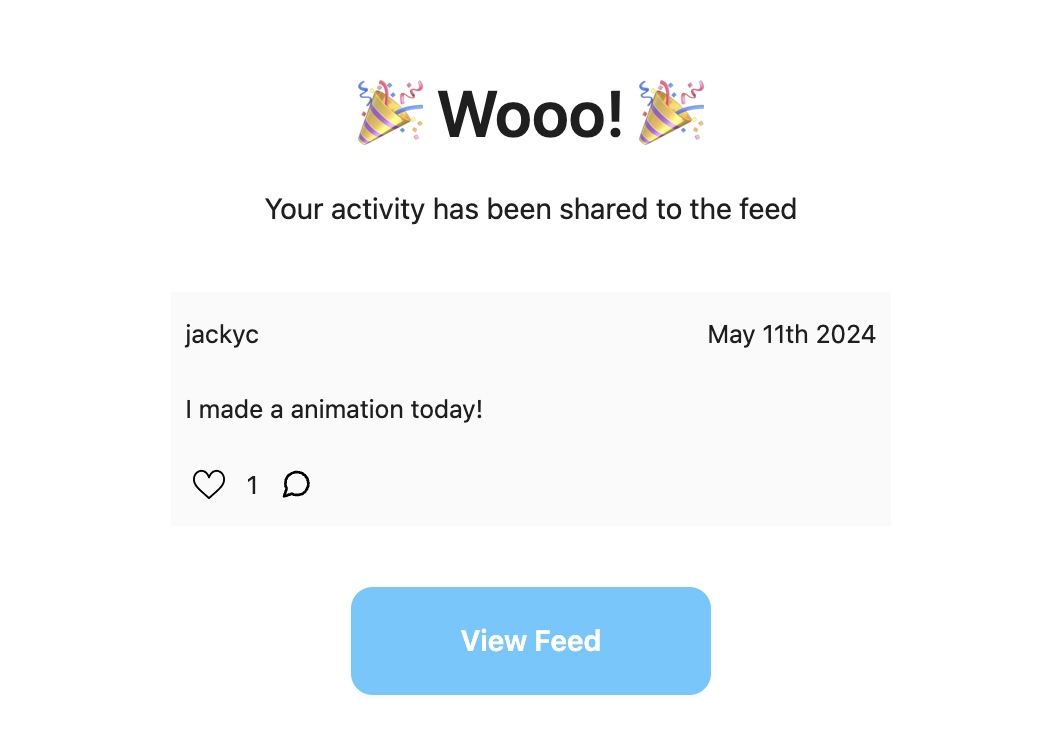 🎉 Wooo! 🎉
Your activity has been shared to the feed
jackyc May 11th 2024
I made a animation today!
1
View Feed